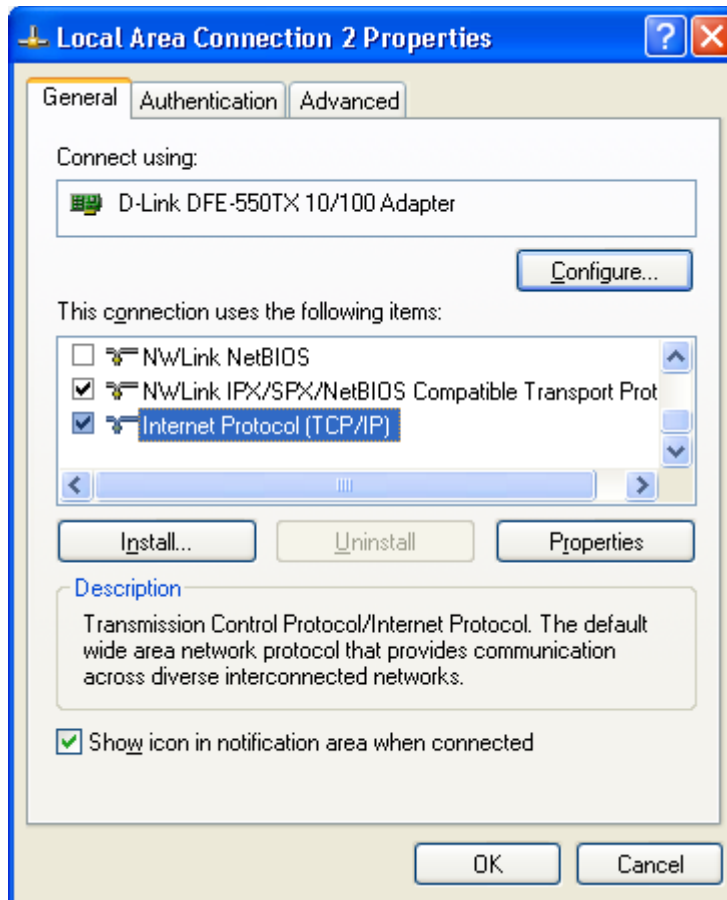 Local Area Connection 2 Properties
General Authentication Advanced
Connect using:
D-Link DFE-550TX 10/100 Adapter
Configure...
This connection uses the following items:
NWLink NetBIOS
NWLink IPX/SPX/NetBIOS Compatible Transport Prot
Internet Protocol (TCP/IP)
Install... Uninstall Properties
Description
Transmission Control Protocol/Internet Protocol. The default
wide area network protocol that provides communication
across diverse interconnected networks.
Show icon in notification area when connected
OK Cancel